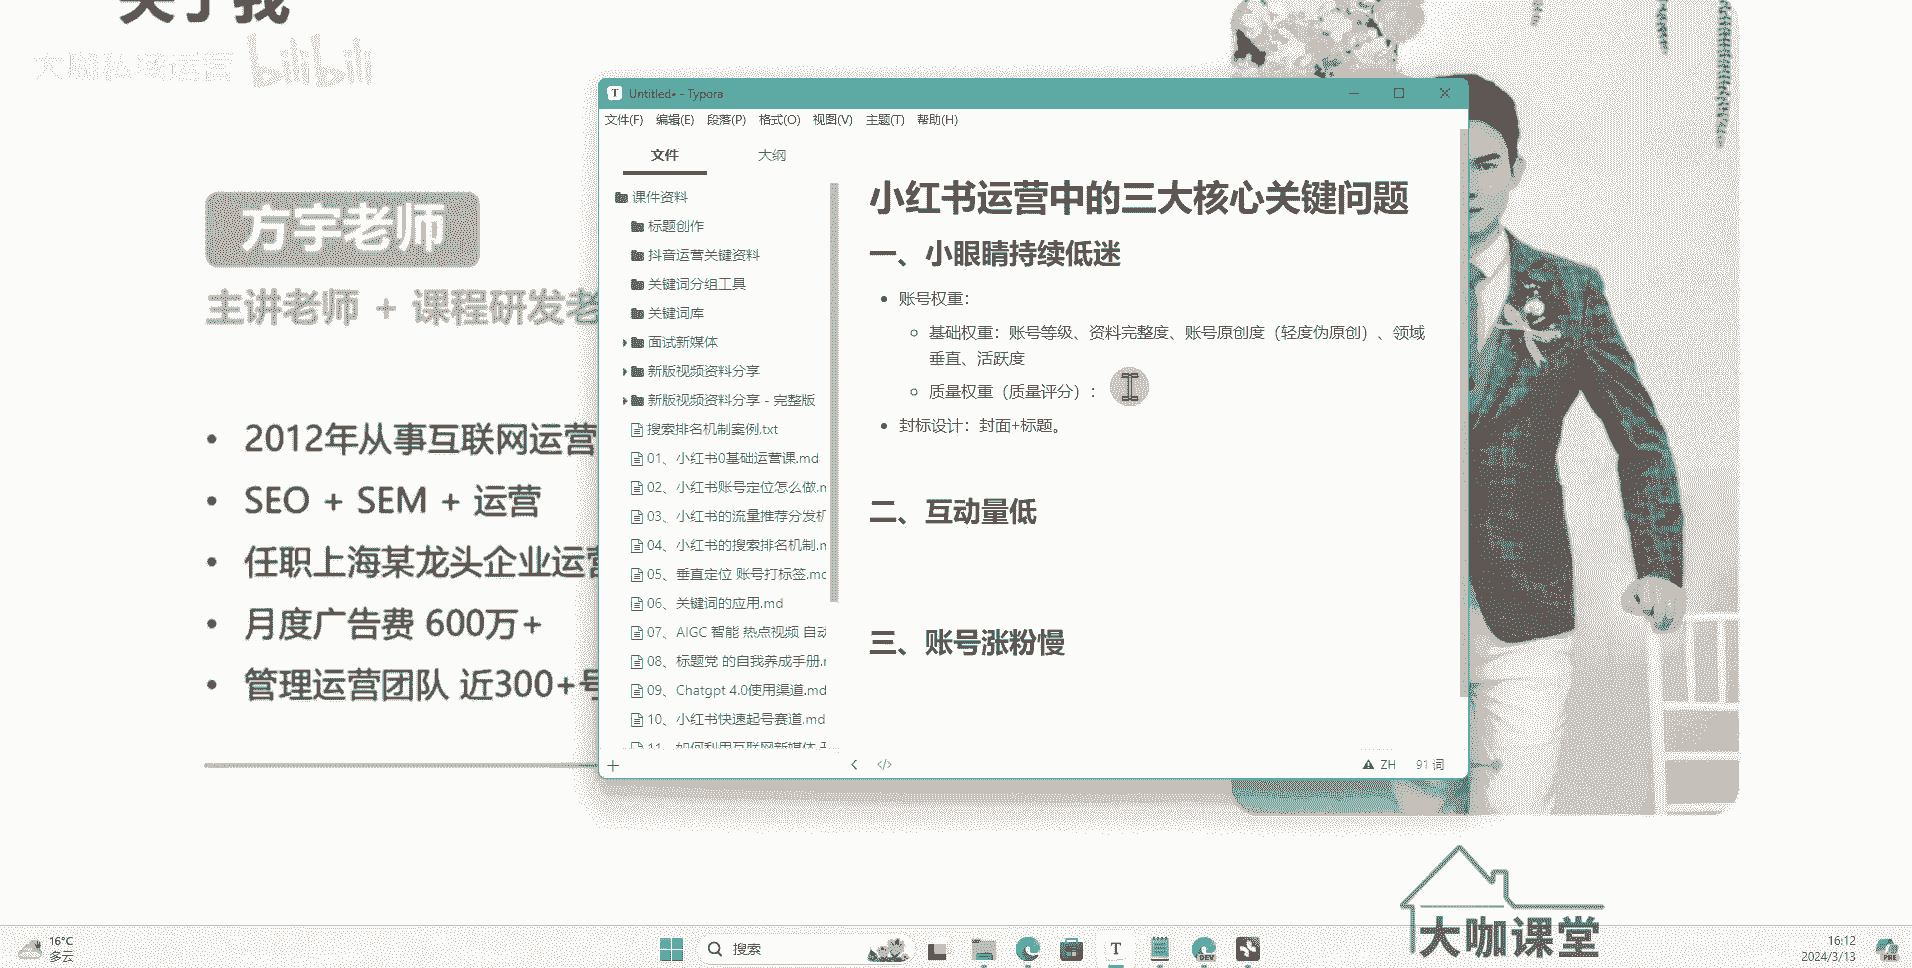 关于我
大咖私域运营 bilibili
方宇老师
主讲老师 + 课程研发老
2012年从事互联网运营
SEO + SEM + 运营
任职上海某龙头企业运营
月度广告费 600万+
管理运营团队 近300+号
Untitled• - Typora
文件(F) 编辑(E) 段落(P) 格式(O) 视图(V) 主题(T) 帮助(H)
文件 大纲
课件资料
标题创作
抖音运营关键资料
关键词分组工具
关键词库
面试新媒体
新版视频资料分享
新版视频资料分享 - 完整版
搜索排名机制案例.txt
01、小红书0基础运营课.md
02、小红书账号定位怎么做.m
03、小红书的流量推荐分发机
04、小红书的搜索排名机制.m
05、垂直定位 账号打标签.md
06、关键词的应用.md
07、AIGC 智能 热点视频 自动
08、标题党 的自我养成手册.m
09、Chatgpt 4.0使用渠道.md
10、小红书快速起号赛道.md
11、如何利用互联网新媒体
小红书运营中的三大核心关键问题
一、小眼睛持续低迷
账号权重：
基础权重：账号等级、资料完整度、账号原创度（轻度伪原创）、领域
垂直、活跃度
质量权重（质量评分）：
封标设计：封面+标题。
二、互动量低
三、账号涨粉慢
ZH 91 词
大咖课堂
16°C
多云
搜索
T
DEV
16:12
2024/3/13
PRE